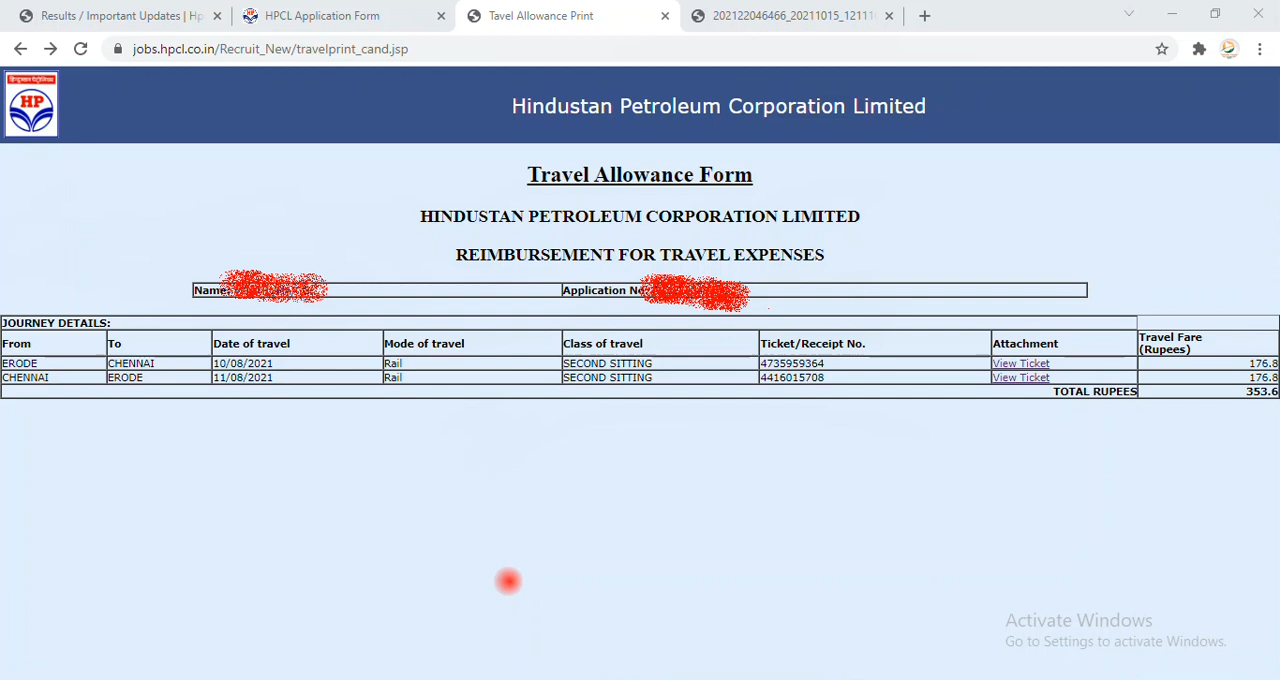 Results / Important Updates | Hp
HPCL Application Form
Tavel Allowance Print
202122046466_20211015_12111
jobs.hpcl.co.in/Recruit_New/travelprint_cand.jsp
हिन्दुस्तान पेट्रोलियम
HP
Hindustan Petroleum Corporation Limited
Travel Allowance Form
HINDUSTAN PETROLEUM CORPORATION LIMITED
REIMBURSEMENT FOR TRAVEL EXPENSES
Name: Application No
JOURNEY DETAILS:
From To Date of travel Mode of travel Class of travel Ticket/Receipt No. Attachment Travel Fare
(Rupees)
ERODE CHENNAI 10/08/2021 Rail SECOND SITTING 4735959364 View Ticket 176.8
CHENNAI ERODE 11/08/2021 Rail SECOND SITTING 4416015708 View Ticket 176.8
TOTAL RUPEES 353.6
Activate Windows
Go to Settings to activate Windows.